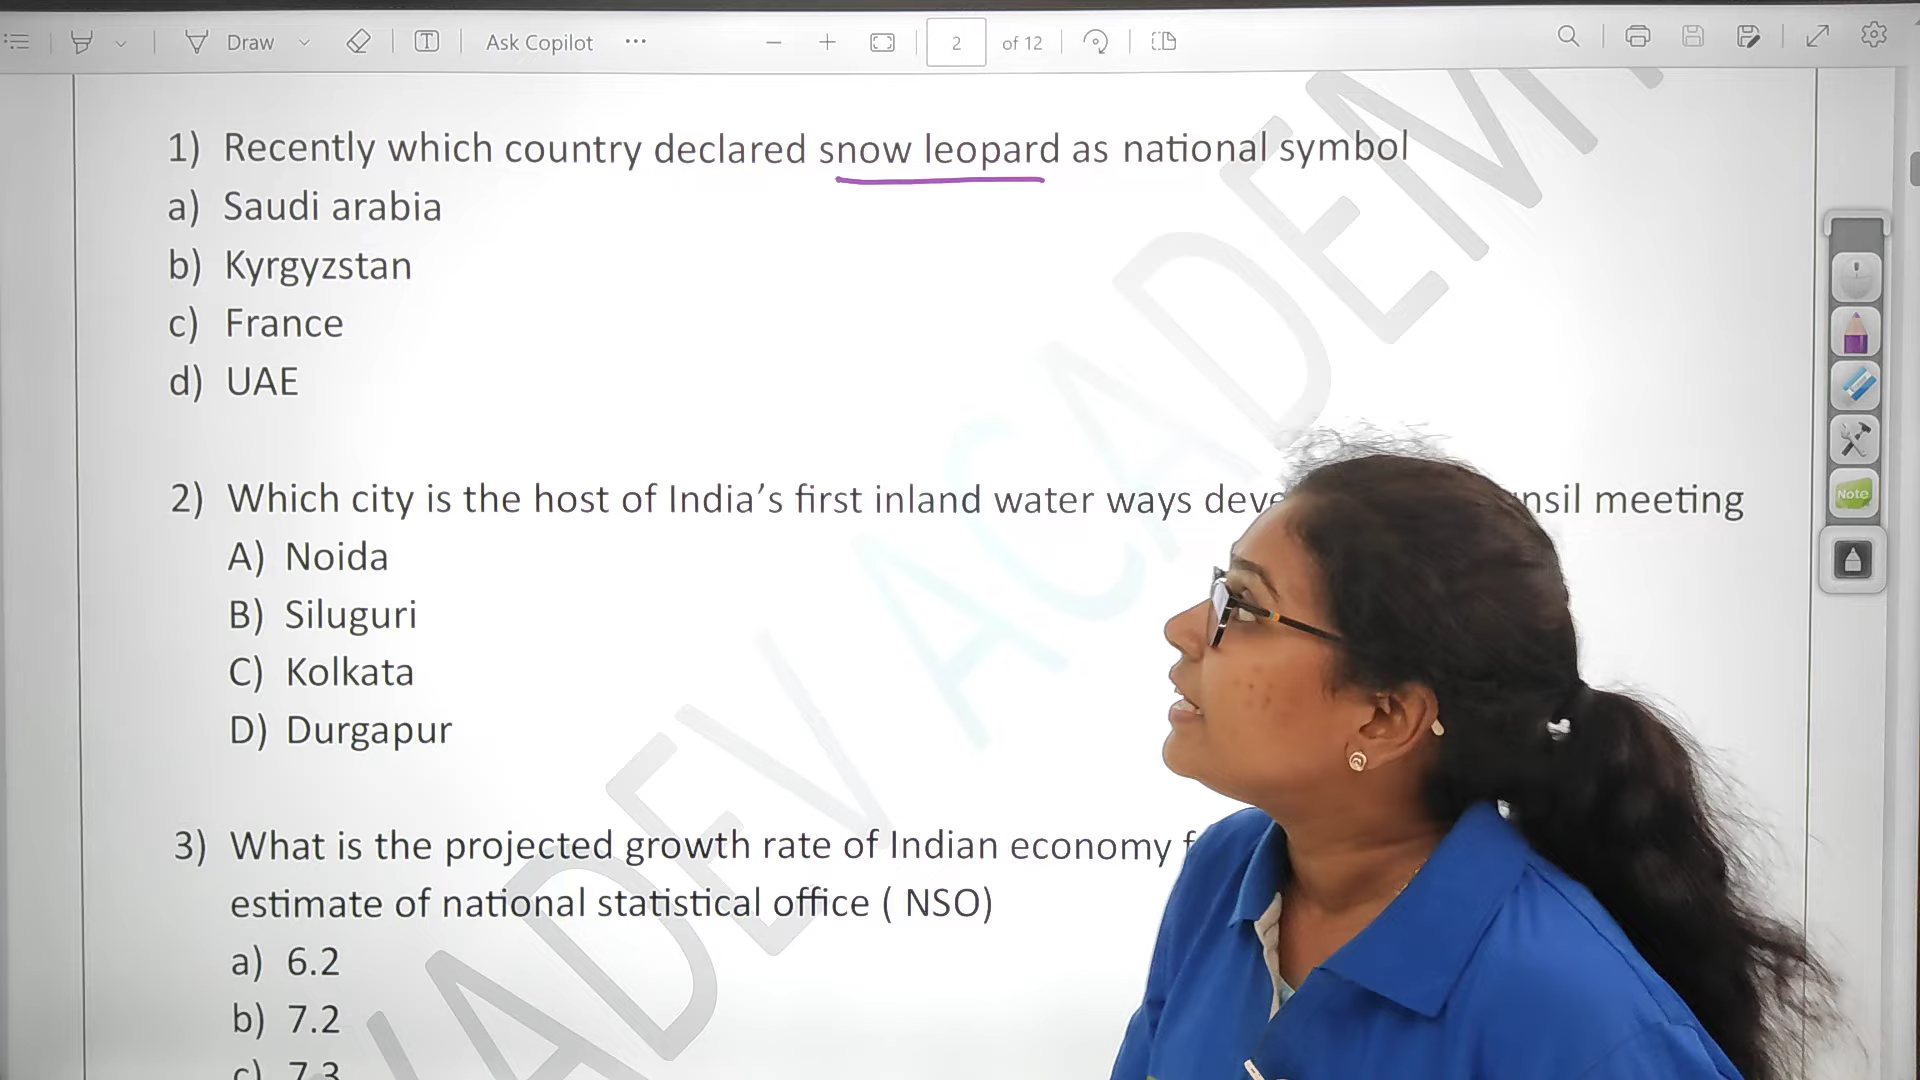 Draw
Ask Copilot
2
of 12
1) Recently which country declared snow leopard as national symbol
a) Saudi arabia
b) Kyrgyzstan
c) France
d) UAE
2) Which city is the host of India’s first inland water ways meeting
A) Noida
B) Siluguri
C) Kolkata
D) Durgapur
3) What is the projected growth rate of Indian economy
estimate of national statistical office ( NSO)
a) 6.2
b) 7.2
c) 7.3
Note